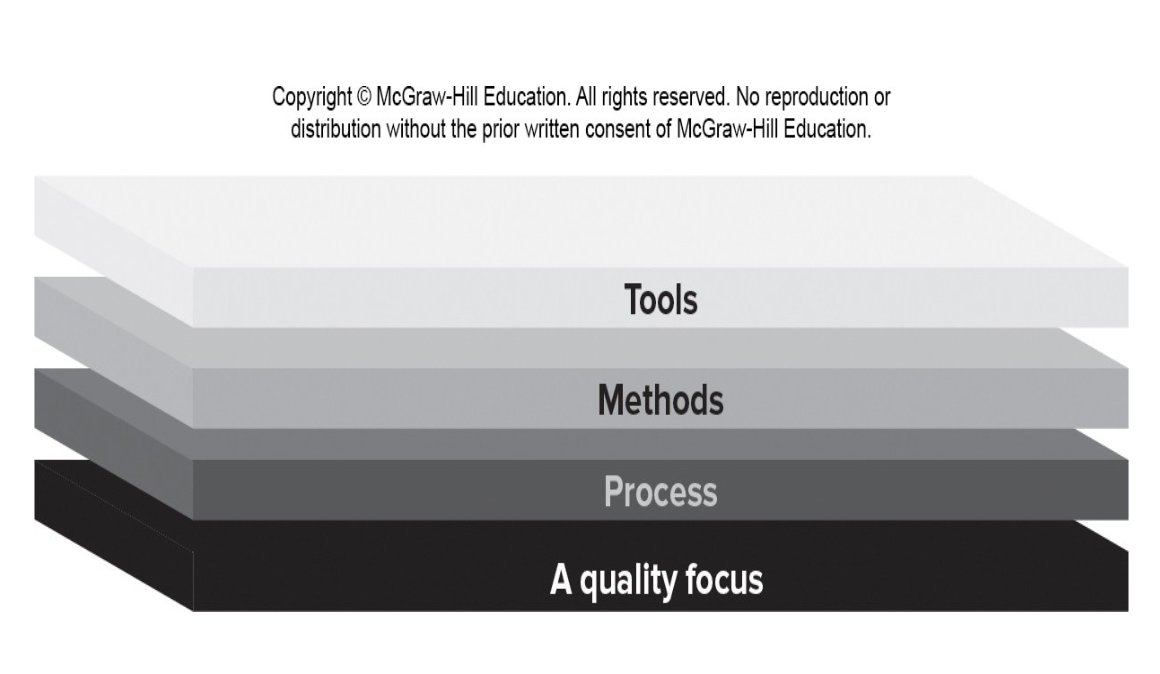 Copyright © McGraw-Hill Education. All rights reserved. No reproduction or
distribution without the prior written consent of McGraw-Hill Education.
Tools
Methods
Process
A quality focus